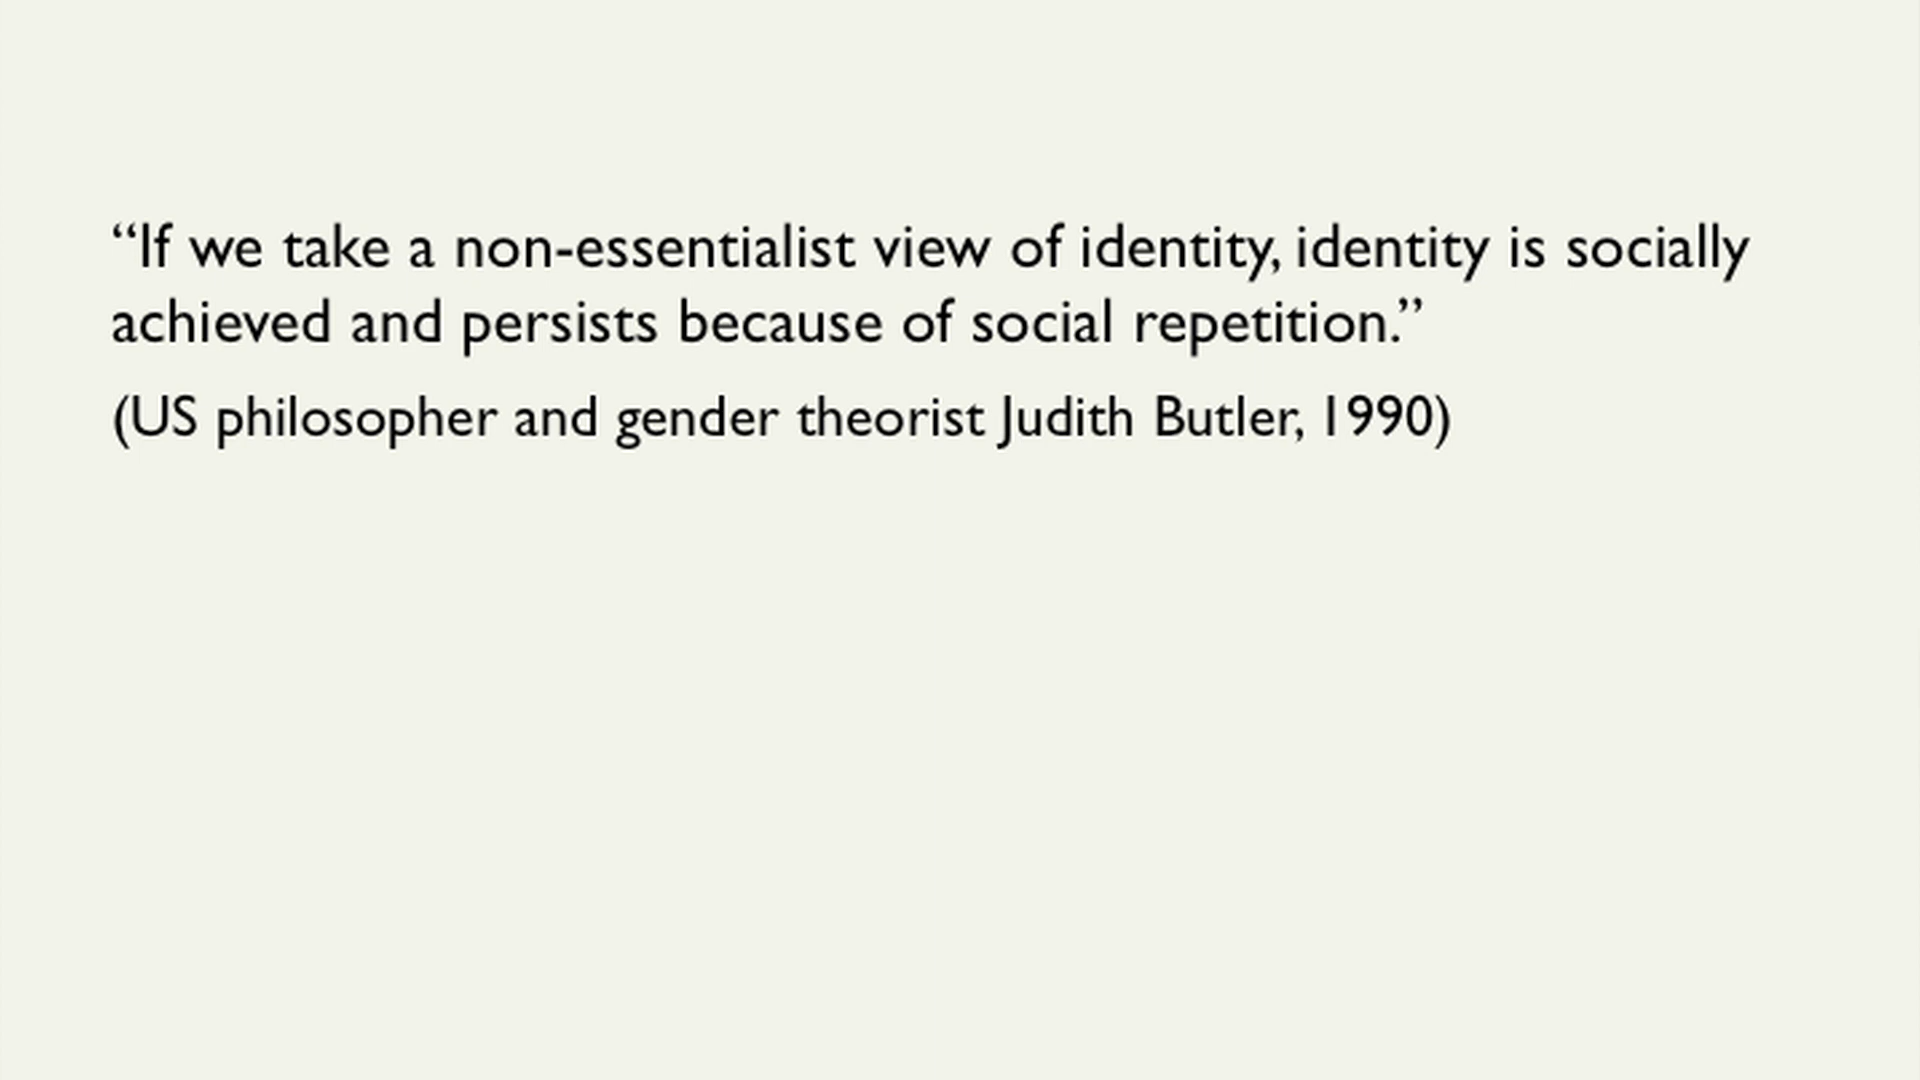 “If we take a non-essentialist view of identity, identity is socially
achieved and persists because of social repetition.”
(US philosopher and gender theorist Judith Butler, 1990)